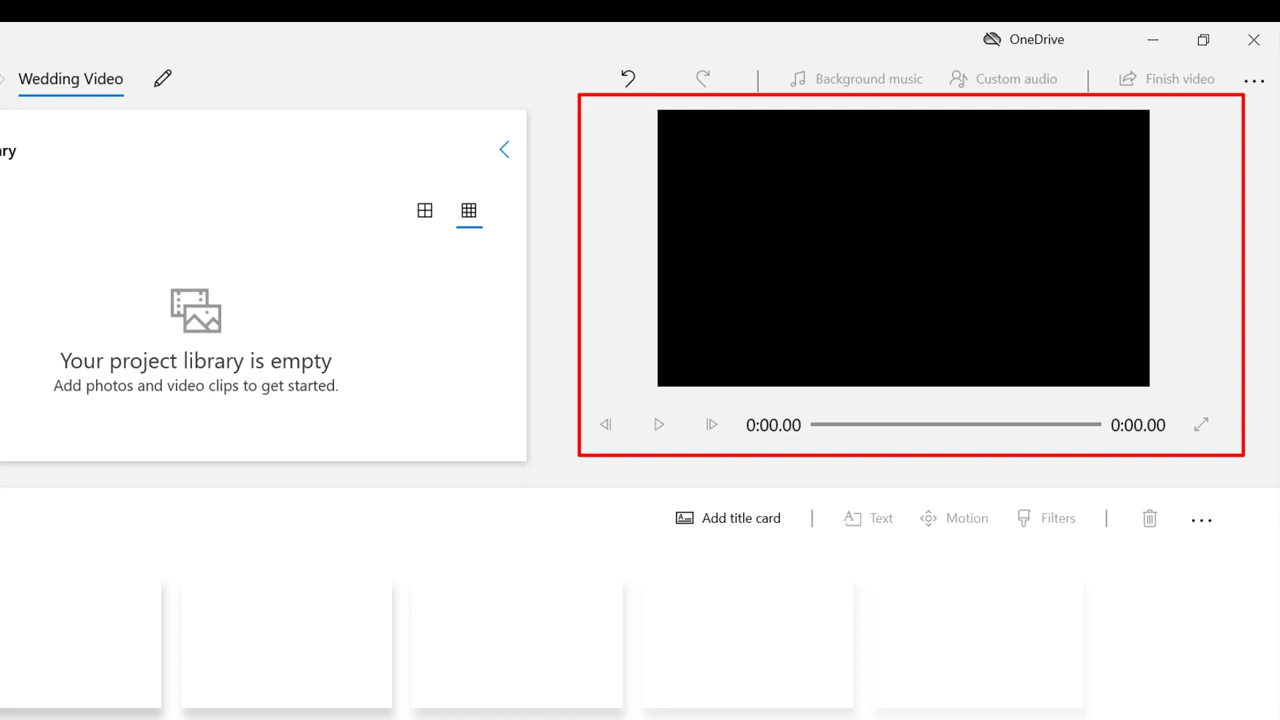 OneDrive
Wedding Video
Background music
Custom audio
Finish video
ry
Your project library is empty
Add photos and video clips to get started.
0:00.00
0:00.00
Add title card
Text
Motion
Filters